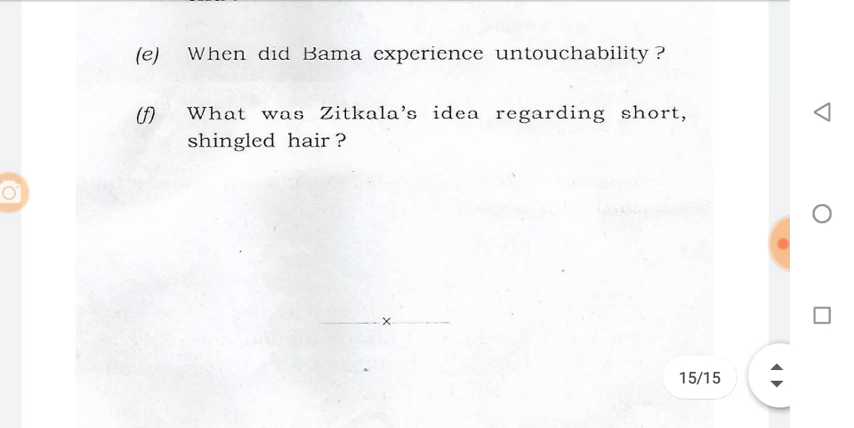 (e) When did Bama experience untouchability ?
(f) What was Zitkala's idea regarding short,
shingled hair ?
×
15/15